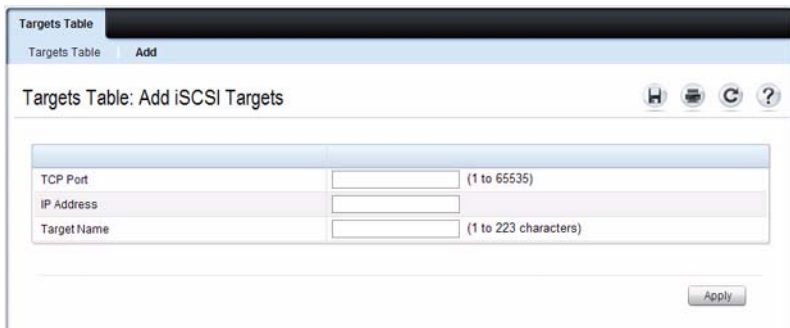 Targets Table
Targets Table Add
Targets Table: Add iSCSI Targets
TCP Port (1 to 65535)
IP Address
Target Name (1 to 223 characters)
Apply